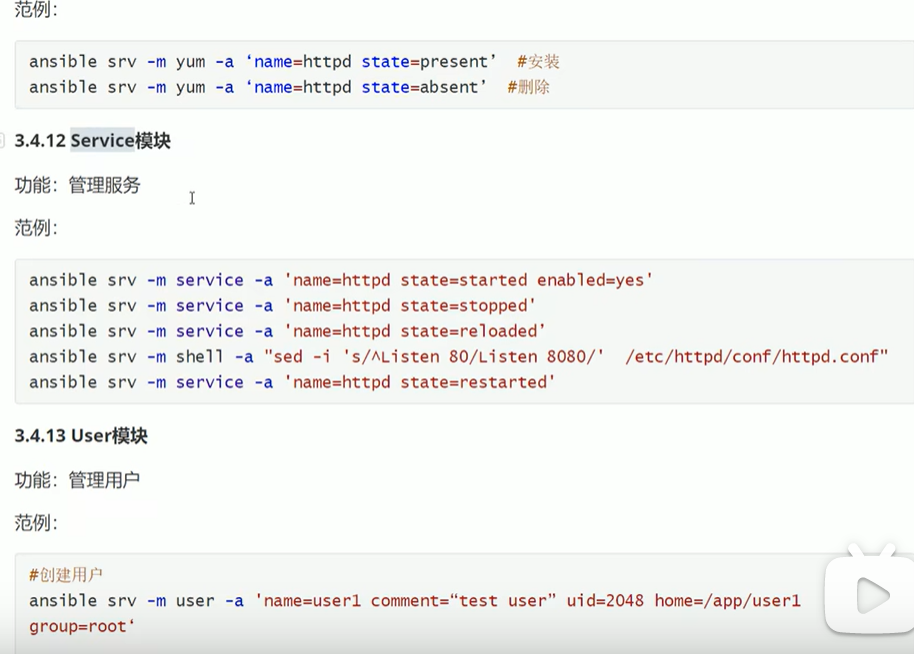 范例：
ansible srv -m yum -a ‘name=httpd state=present’  #安装
ansible srv -m yum -a ‘name=httpd state=absent’  #删除
3.4.12 Service模块
功能：管理服务
范例：
ansible srv -m service -a 'name=httpd state=started enabled=yes'
ansible srv -m service -a 'name=httpd state=stopped'
ansible srv -m service -a 'name=httpd state=reloaded'
ansible srv -m shell -a "sed -i 's/^Listen 80/Listen 8080/'  /etc/httpd/conf/httpd.conf"
ansible srv -m service -a 'name=httpd state=restarted'
3.4.13 User模块
功能：管理用户
范例：
#创建用户
ansible srv -m user -a 'name=user1 comment=“test user” uid=2048 home=/app/user1
group=root‘